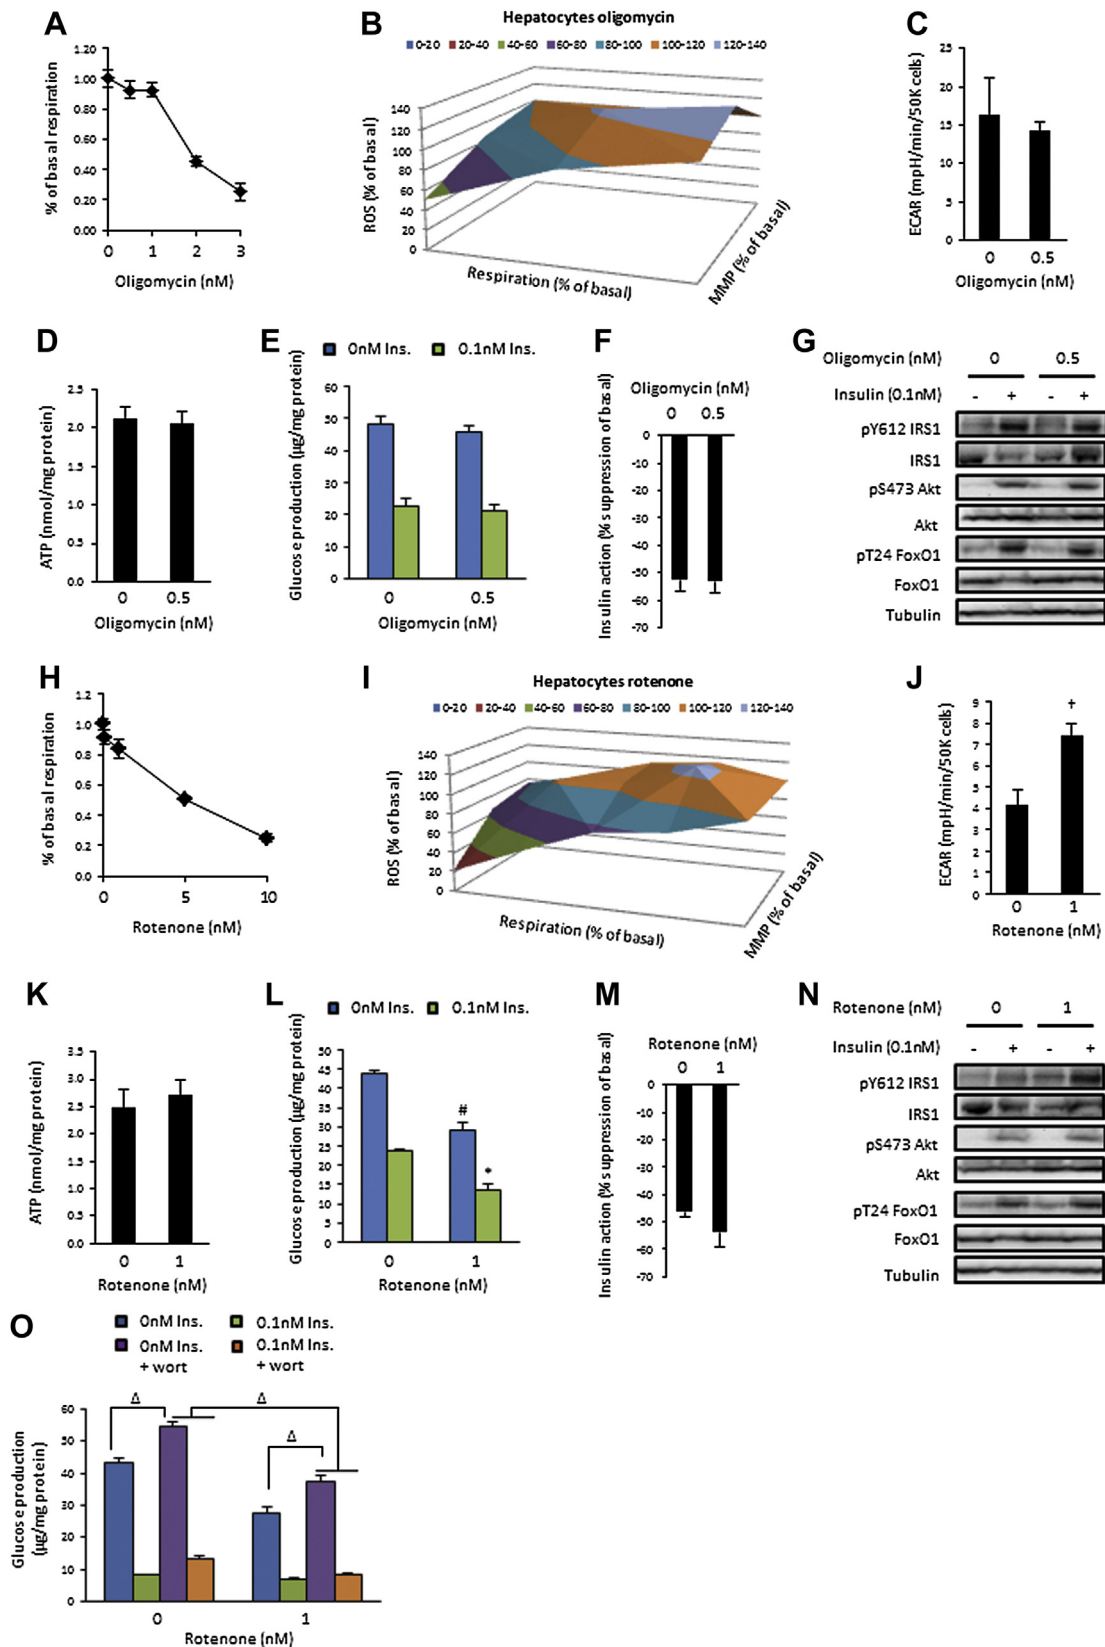 A
% of basal respiration
1.20
1.00
0.80
0.60
0.40
0.20
0.00
0 1 2 3
Oligomycin (nM)
B
Hepatocytes oligomycin
0-20 20-40 40-60 60-80 80-100 100-120 120-140
ROS (% of basal)
140
120
100
80
60
40
20
0
Respiration (% of basal)
MMP (% of basal)
C
ECAR (mpH/min/50K cells)
25
20
15
10
5
0
0 0.5
Oligomycin (nM)
D
ATP (nmol/mg protein)
2.5
2.0
1.5
1.0
0.5
0.0
0 0.5
Oligomycin (nM)
E
0nM Ins. 0.1nM Ins.
Glucose production (µg/mg protein)
60
50
40
30
20
10
0
0 0.5
Oligomycin (nM)
F
Oligomycin (nM)
0 0.5
Insulin action (% suppression of basal)
0
-10
-20
-30
-40
-50
-60
-70
G
Oligomycin (nM) 0 0.5
Insulin (0.1nM) - + - +
pY612 IRS1
IRS1
pS473 Akt
Akt
pT24 FoxO1
FoxO1
Tubulin
H
% of basal respiration
1.2
1.0
0.8
0.6
0.4
0.2
0.0
0 5 10
Rotenone (nM)
I
Hepatocytes rotenone
0-20 20-40 40-60 60-80 80-100 100-120 120-140
ROS (% of basal)
140
120
100
80
60
40
20
0
Respiration (% of basal)
MMP (% of basal)
J
ECAR (mpH/min/50K cells)
9
8
7
6
5
4
3
2
1
0
+
0 1
Rotenone (nM)
K
ATP (nmol/mg protein)
3.5
3.0
2.5
2.0
1.5
1.0
0.5
0.0
0 1
Rotenone (nM)
L
0nM Ins. 0.1nM Ins.
Glucose production (µg/mg protein)
50
45
40
35
30
25
20
15
10
5
0
#
*
0 1
Rotenone (nM)
M
Rotenone (nM)
0 1
Insulin action (% suppression of basal)
0
-10
-20
-30
-40
-50
-60
-70
N
Rotenone (nM) 0 1
Insulin (0.1nM) - + - +
pY612 IRS1
IRS1
pS473 Akt
Akt
pT24 FoxO1
FoxO1
Tubulin
O
0nM Ins. 0.1nM Ins.
0nM Ins. 0.1nM Ins.
+ wort + wort
Glucose production
(µg/mg protein)
60
50
40
30
20
10
0
Δ Δ
Δ
0 1
Rotenone (nM)